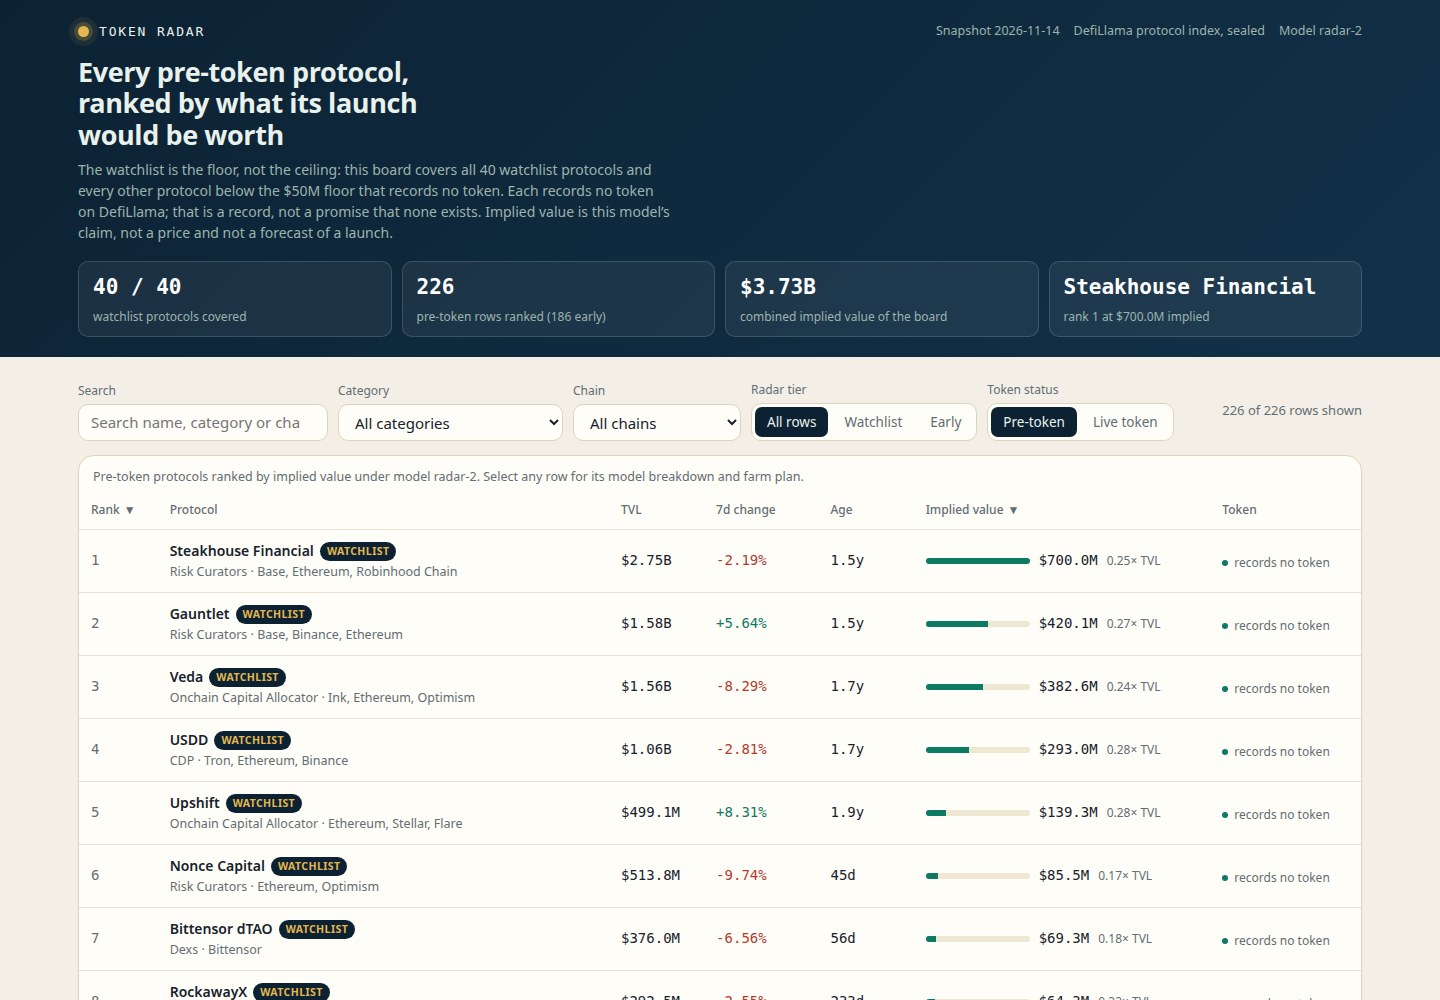 TOKEN RADAR
Snapshot 2026-11-14 DefiLlama protocol index, sealed Model radar-2
Every pre-token protocol,
ranked by what its launch
would be worth
The watchlist is the floor, not the ceiling: this board covers all 40 watchlist protocols and
every other protocol below the $50M floor that records no token. Each records no token
on DefiLlama; that is a record, not a promise that none exists. Implied value is this model's
claim, not a price and not a forecast of a launch.
40 / 40
watchlist protocols covered
226
pre-token rows ranked (186 early)
$3.73B
combined implied value of the board
Steakhouse Financial
rank 1 at $700.0M implied
Search
Search name, category or cha
Category
All categories
Chain
All chains
Radar tier
All rows Watchlist Early
Token status
Pre-token Live token
226 of 226 rows shown
Pre-token protocols ranked by implied value under model radar-2. Select any row for its model breakdown and farm plan.
Rank ▼ Protocol TVL 7d change Age Implied value ▼ Token
1 Steakhouse Financial WATCHLIST $2.75B -2.19% 1.5y $700.0M 0.25× TVL records no token
Risk Curators · Base, Ethereum, Robinhood Chain
2 Gauntlet WATCHLIST $1.58B +5.64% 1.5y $420.1M 0.27× TVL records no token
Risk Curators · Base, Binance, Ethereum
3 Veda WATCHLIST $1.56B -8.29% 1.7y $382.6M 0.24× TVL records no token
Onchain Capital Allocator · Ink, Ethereum, Optimism
4 USDD WATCHLIST $1.06B -2.81% 1.7y $293.0M 0.28× TVL records no token
CDP · Tron, Ethereum, Binance
5 Upshift WATCHLIST $499.1M +8.31% 1.9y $139.3M 0.28× TVL records no token
Onchain Capital Allocator · Ethereum, Stellar, Flare
6 Nonce Capital WATCHLIST $513.8M -9.74% 45d $85.5M 0.17× TVL records no token
Risk Curators · Ethereum, Optimism
7 Bittensor dTAO WATCHLIST $376.0M -6.56% 56d $69.3M 0.18× TVL records no token
Dexs · Bittensor
RockawayX WATCHLIST